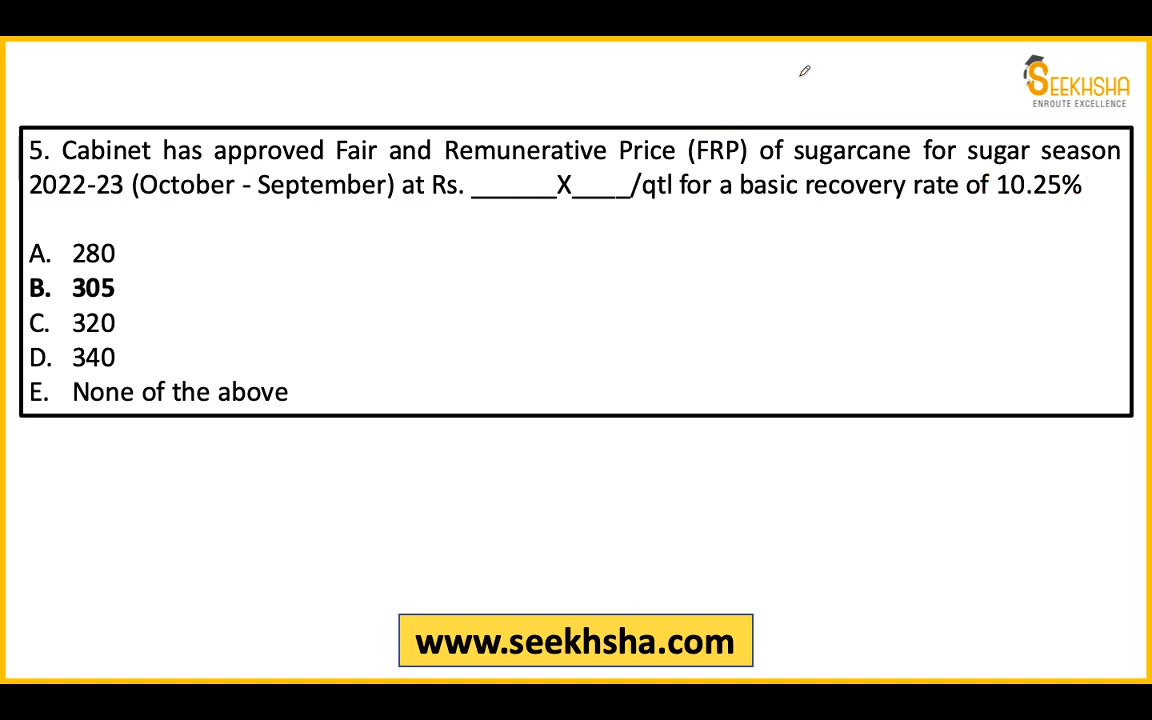 SEEKHSHA
ENROUTE EXCELLENCE
5. Cabinet has approved Fair and Remunerative Price (FRP) of sugarcane for sugar season
2022-23 (October - September) at Rs. ______X____/qtl for a basic recovery rate of 10.25%
A. 280
B. 305
C. 320
D. 340
E. None of the above
www.seekhsha.com